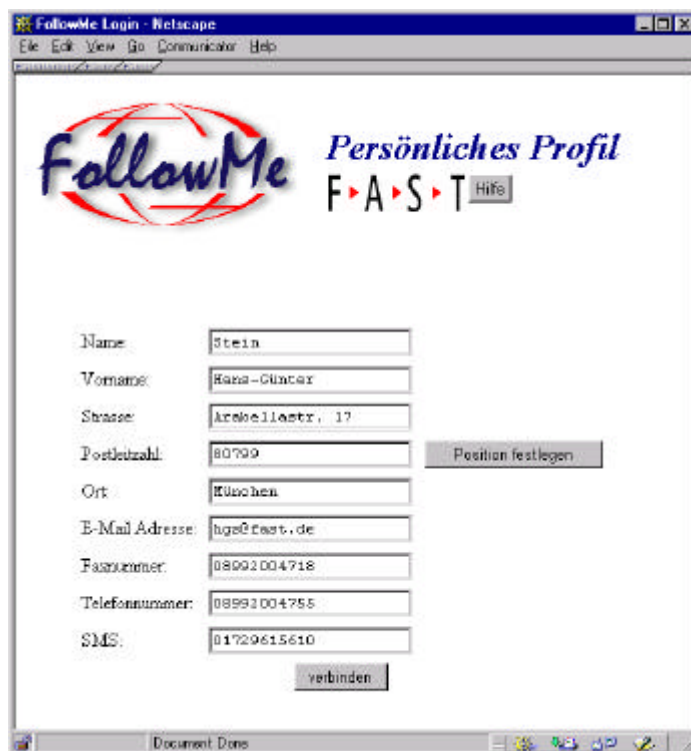 FollowMe Login - Netscape
File Edit View Go Communicator Help
FollowMe
Persönliches Profil
F A S T Hilfe
Name: Stein
Vorname: Hans-Günter
Strasse: Arabellastr. 17
Postleitzahl: 80799 Position festlegen
Ort: München
E-Mail Adresse: hgs@fast.de
Faxnummer: 08992004718
Telefonnummer: 08992004755
SMS: 01729615610
verbinden
Document Done